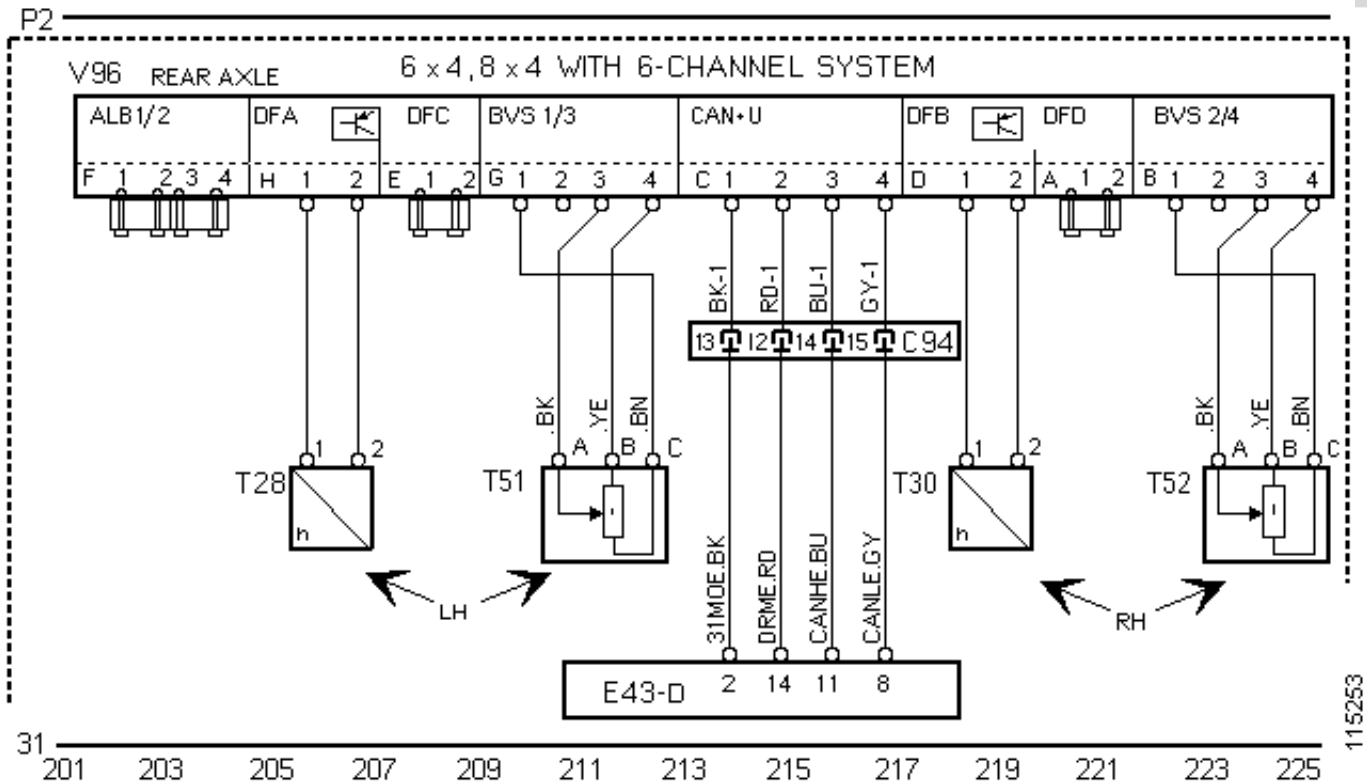 P2
V96 REAR AXLE 6 x 4, 8 x 4 WITH 6-CHANNEL SYSTEM
ALB1/2 DFA DFC BVS 1/3 CAN+U DFB DFD BVS 2/4
F 1 2 3 4 H 1 2 E 1 2 G 1 2 3 4 C 1 2 3 4 D 1 2 A 1 2 B 1 2 3 4
BK-1 RD-1 BU-1 GY-1
13 12 14 15 C94
.BK .YE .BN .BK .YE .BN
1 2 A B C 1 2 A B C
T28 T51 T30 T52
h h
LH RH
31MOE.BK DRME.RD CANHE.BU CANLE.GY
E43-D 2 14 11 8
115253
31
201 203 205 207 209 211 213 215 217 219 221 223 225